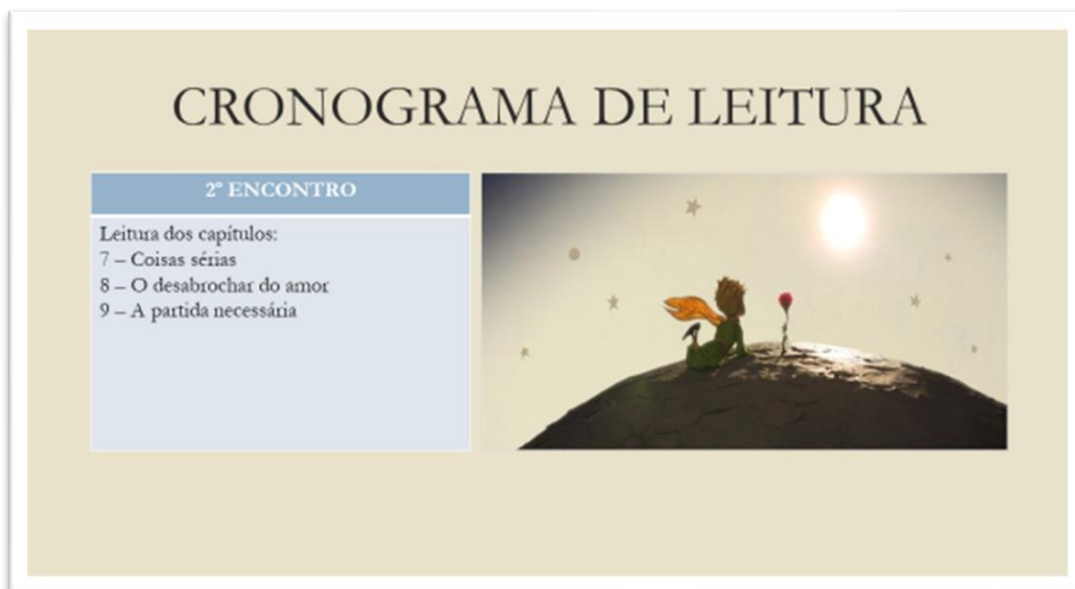 CRONOGRAMA DE LEITURA
2º ENCONTRO
Leitura dos capítulos:
7 – Coisas sérias
8 – O desabrochar do amor
9 – A partida necessária